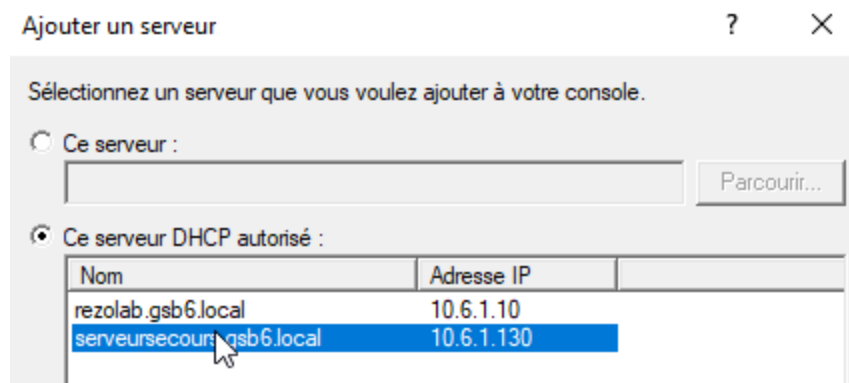 Ajouter un serveur ?
Sélectionnez un serveur que vous voulez ajouter à votre console.
Ce serveur :
Parcourir...
Ce serveur DHCP autorisé :
Nom Adresse IP
rezolab.gsb6.local 10.6.1.10
serveursecours.gsb6.local 10.6.1.130